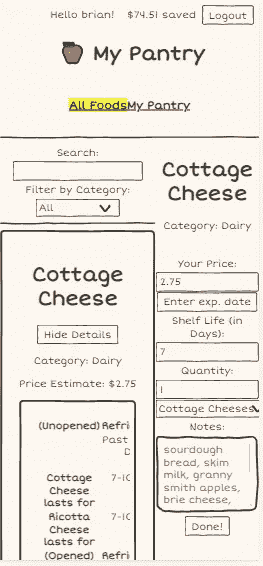 Hello brian!
$74.51 saved
Logout
My Pantry
All Foods
My Pantry
Search:
Filter by Category:
All
Cottage
Cheese
Hide Details
Category: Dairy
Price Estimate: $2.75
(Unopened) Refri
Past
D
Cottage 7-10
Cheese
lasts for
Ricotta 7-10
Cheese
lasts for
(Opened) Refri
Cottage
Cheese
Category: Dairy
Your Price:
2.75
Enter exp. date
Shelf Life (in
Days):
7
Quantity:
1
Cottage Cheeses
Notes:
sourdough
bread, skim
milk, granny
smith apples,
brie cheese,
Done!